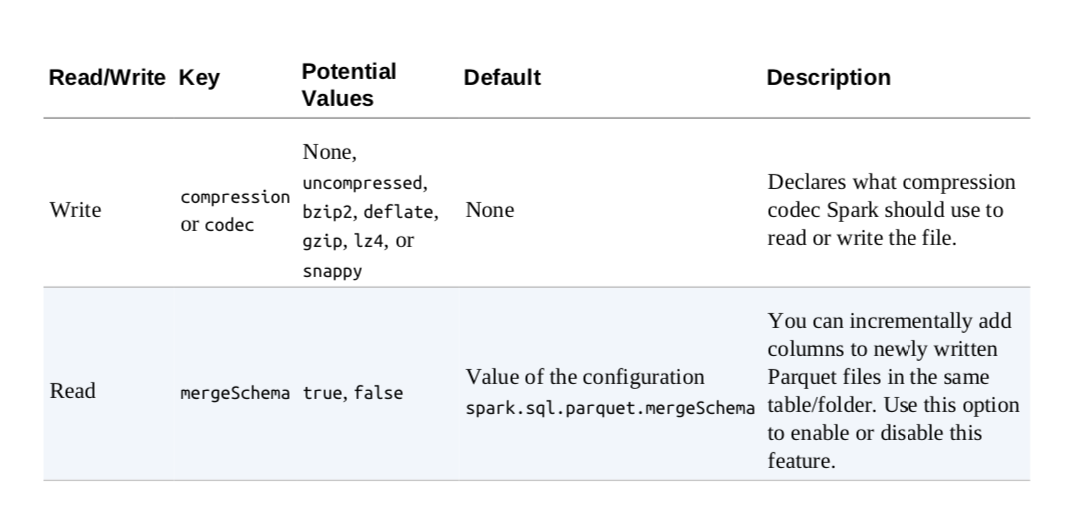 Read/Write Key Potential Values Default Description
Write
compression
or codec
None,
uncompressed,
bzip2, deflate,
gzip, lz4, or
snappy
None
Declares what compression
codec Spark should use to
read or write the file.
Read
mergeSchema
true, false
Value of the configuration
spark.sql.parquet.mergeSchema
You can incrementally add
columns to newly written
Parquet files in the same
table/folder. Use this option
to enable or disable this
feature.